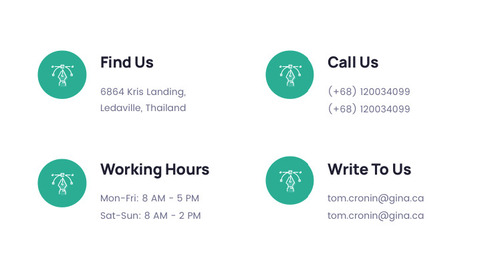 Find Us
6864 Kris Landing,
Ledaville, Thailand
Call Us
(+68) 120034099
(+68) 120034099
Working Hours
Mon-Fri: 8 AM - 5 PM
Sat-Sun: 8 AM - 2 PM
Write To Us
tom.cronin@gina.ca
tom.cronin@gina.ca